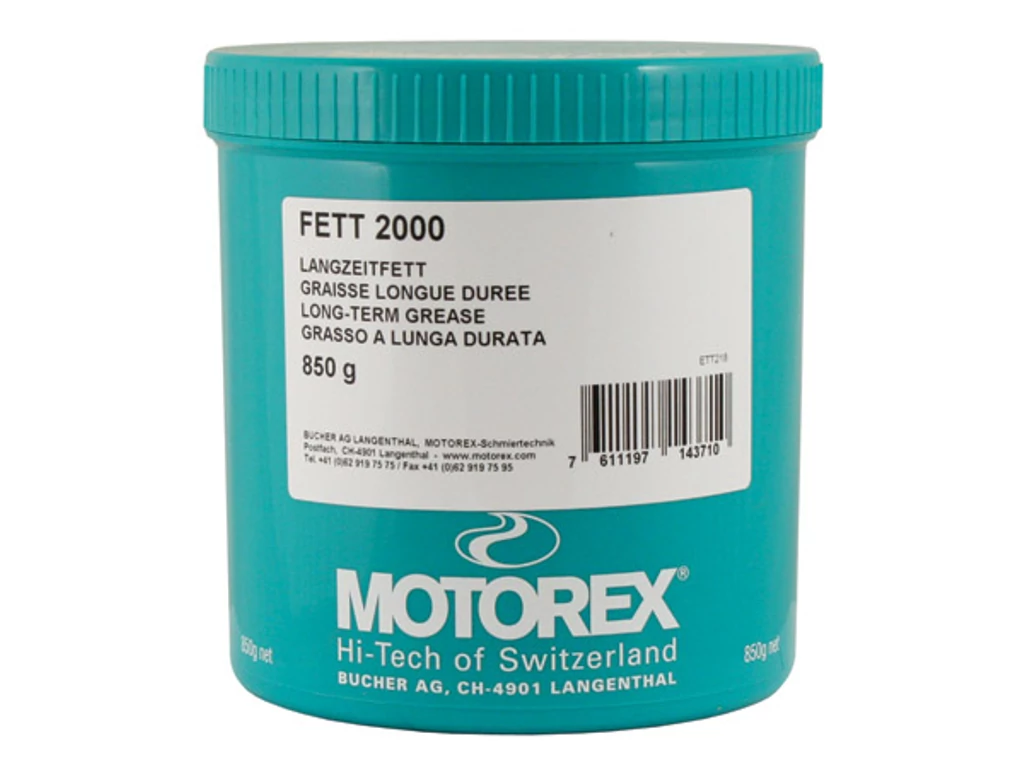 FETT 2000
LANGZEITFETT
GRAISSE LONGUE DUREE
LONG-TERM GREASE
GRASSO A LUNGA DURATA
850 g
ETT218
BUCHER AG LANGENTHAL, MOTOREX-Schmiertechnik
Postfach, CH-4901 Langenthal - www.motorex.com
Tel. +41 (0)62 919 75 75 / Fax +41 (0)62 919 75 95
7 611197 143710
MOTOREX®
Hi-Tech of Switzerland
BUCHER AG, CH-4901 LANGENTHAL
850g net
850g net